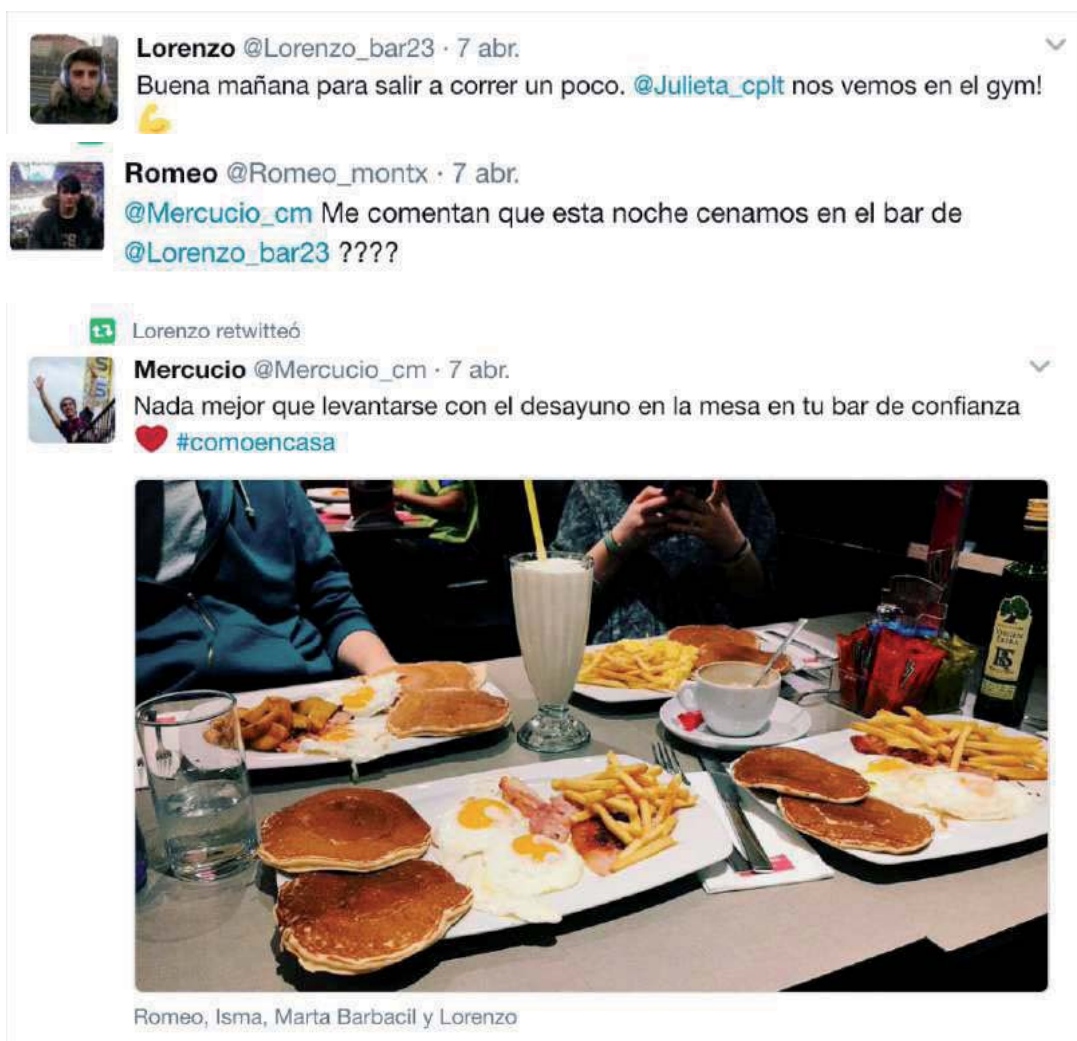 Lorenzo @Lorenzo_bar23 · 7 abr.
Buena mañana para salir a correr un poco. @Julieta_cplt nos vemos en el gym!
💪
Romeo @Romeo_montx · 7 abr.
@Mercucio_cm Me comentan que esta noche cenamos en el bar de
@Lorenzo_bar23 ????
Lorenzo retwitteó
Mercucio @Mercucio_cm · 7 abr.
Nada mejor que levantarse con el desayuno en la mesa en tu bar de confianza
❤ #comoencasa
VIRGEN
EXTRA
Romeo, Isma, Marta Barbacil y Lorenzo